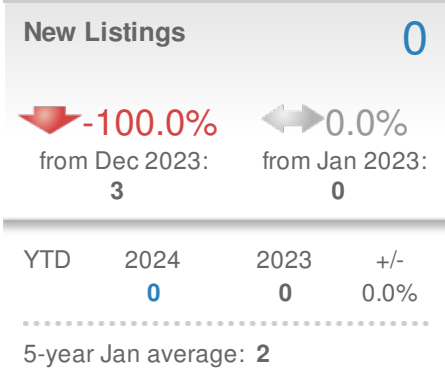 New Listings 0
-100.0% 0.0%
from Dec 2023: from Jan 2023:
3 0
YTD 2024 2023 +/-
0 0 0.0%
5-year Jan average: 2